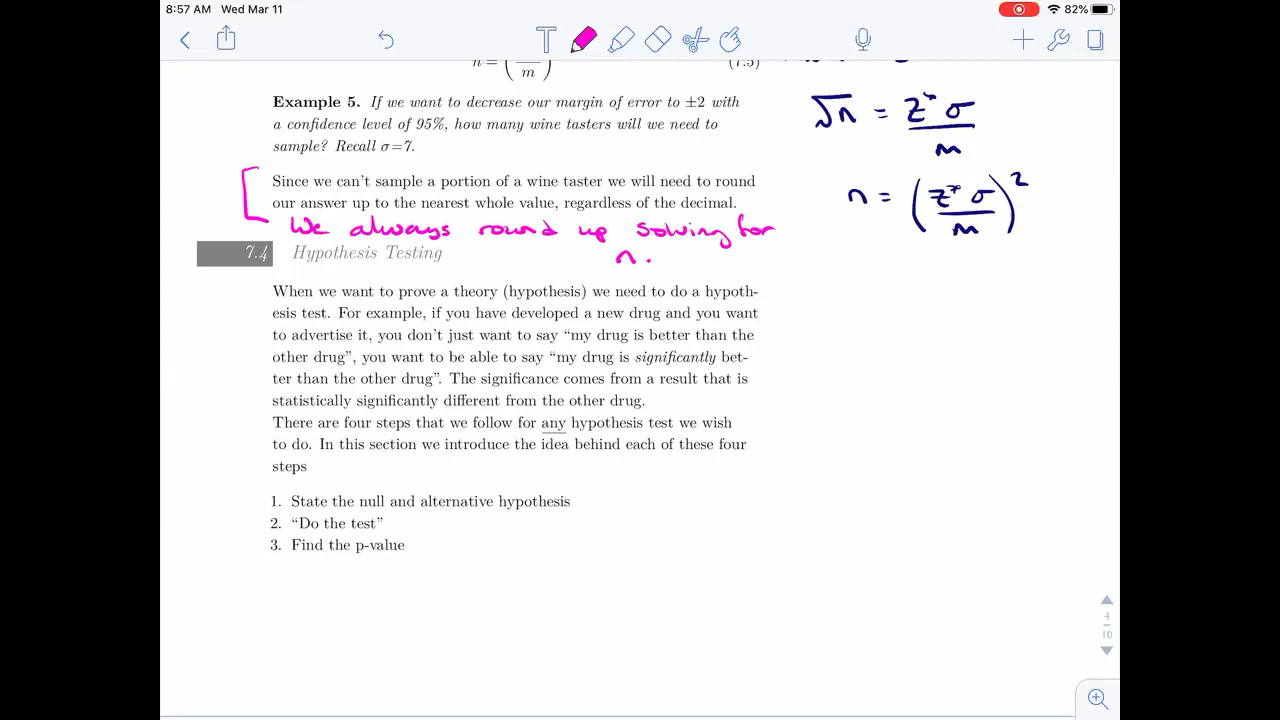 8:57 AM Wed Mar 11
82%
n = ( / m )
(7.5)
Example 5. If we want to decrease our margin of error to ±2 with
a confidence level of 95%, how many wine tasters will we need to
sample? Recall σ=7.
√n = z* σ / m
Since we can't sample a portion of a wine taster we will need to round
our answer up to the nearest whole value, regardless of the decimal.
n = (z* σ / m)²
We always round up solving for
n.
7.4 Hypothesis Testing
When we want to prove a theory (hypothesis) we need to do a hypoth-
esis test. For example, if you have developed a new drug and you want
to advertise it, you don't just want to say “my drug is better than the
other drug”, you want to be able to say “my drug is significantly bet-
ter than the other drug”. The significance comes from a result that is
statistically significantly different from the other drug.
There are four steps that we follow for any hypothesis test we wish
to do. In this section we introduce the idea behind each of these four
steps
1. State the null and alternative hypothesis
2. “Do the test”
3. Find the p-value
4
10